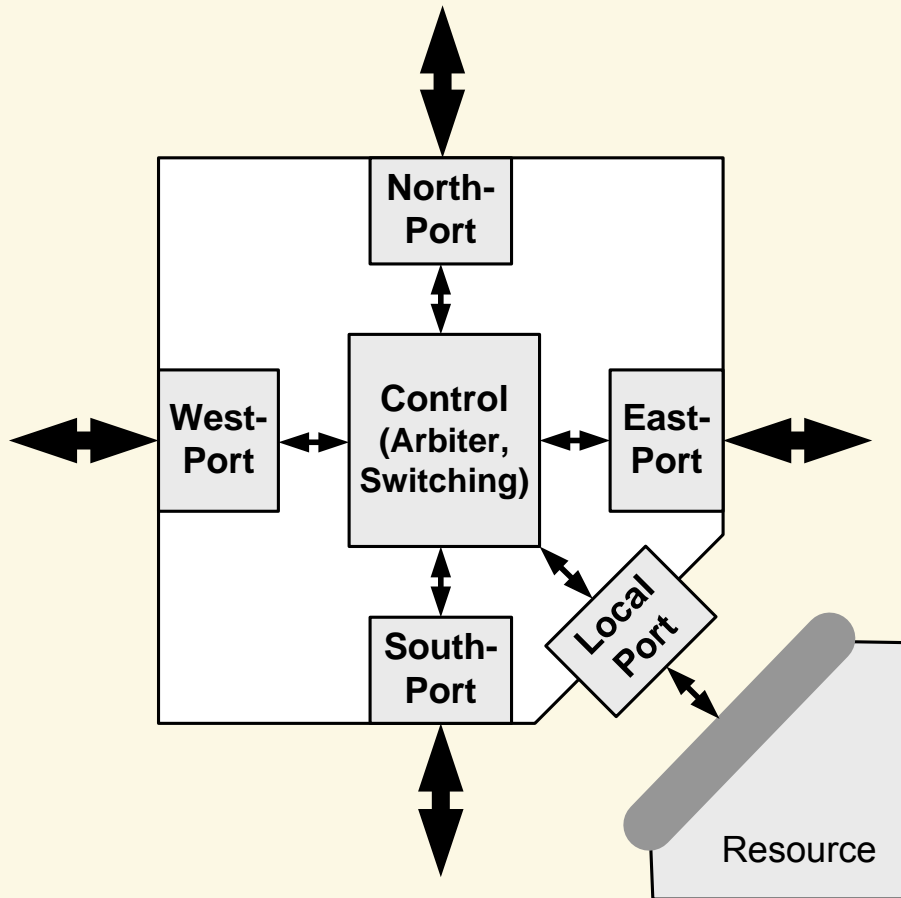 North-
Port
West-
Port
Control
(Arbiter,
Switching)
East-
Port
South-
Port
Local
Port
Resource